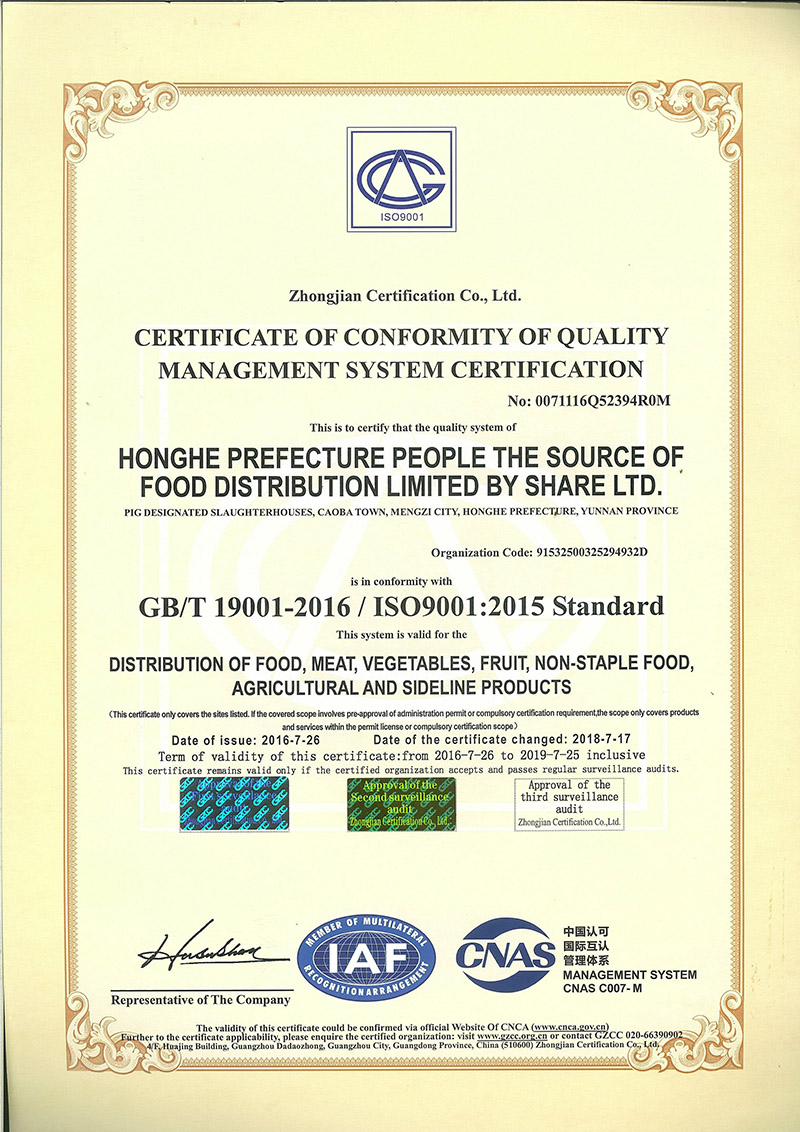 ISO9001
Zhongjian Certification Co., Ltd.
CERTIFICATE OF CONFORMITY OF QUALITY
MANAGEMENT SYSTEM CERTIFICATION
No: 0071116Q52394R0M
This is to certify that the quality system of
HONGHE PREFECTURE PEOPLE THE SOURCE OF
FOOD DISTRIBUTION LIMITED BY SHARE LTD.
PIG DESIGNATED SLAUGHTERHOUSES, CAOBA TOWN, MENGZI CITY, HONGHE PREFECTURE, YUNNAN PROVINCE
Organization Code: 91532500325294932D
is in conformity with
GB/T 19001-2016 / ISO9001:2015 Standard
This system is valid for the
DISTRIBUTION OF FOOD, MEAT, VEGETABLES, FRUIT, NON-STAPLE FOOD,
AGRICULTURAL AND SIDELINE PRODUCTS
(This certificate only covers the sites listed. If the covered scope involves pre-approval of administration permit or compulsory certification requirement,the scope only covers products
and services within the permit license or compulsory certification scope)
Date of issue: 2016-7-26 Date of the certificate changed: 2018-7-17
Term of validity of this certificate:from 2016-7-26 to 2019-7-25 inclusive
This certificate remains valid only if the certified organization accepts and passes regular surveillance audits.
Approval of the
Second surveillance
audit
Zhongjian Certification Co., Ltd.
Approval of the
third surveillance
audit
Zhongjian Certification Co.,Ltd.
MEMBER OF MULTILATERAL
IAF
RECOGNITION ARRANGEMENT
CNAS
中国认可
国际互认
管理体系
MANAGEMENT SYSTEM
CNAS C007-M
Representative of The Company
The validity of this certificate could be confirmed via official Website Of CNCA (www.cnca.gov.cn)
Further to the certificate applicability, please enquire the certified organization: visit www.gzcc.org.cn or contact GZCC 020-66390902
4/F, Huajing Building, Guangzhou Dadaozhong, Guangzhou City, Guangdong Province, China (510600) Zhongjian Certification Co., Ltd.